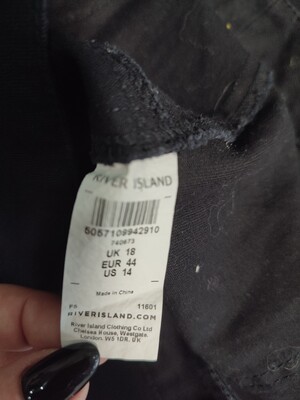 RIVER ISLAND
5057109942910
740673
UK 18
EUR 44
US 14
Made in China
11601
RIVERISLAND.COM
River Island Clothing Co Ltd
Chelsea House, Westgate,
London. W5 1DR. UK